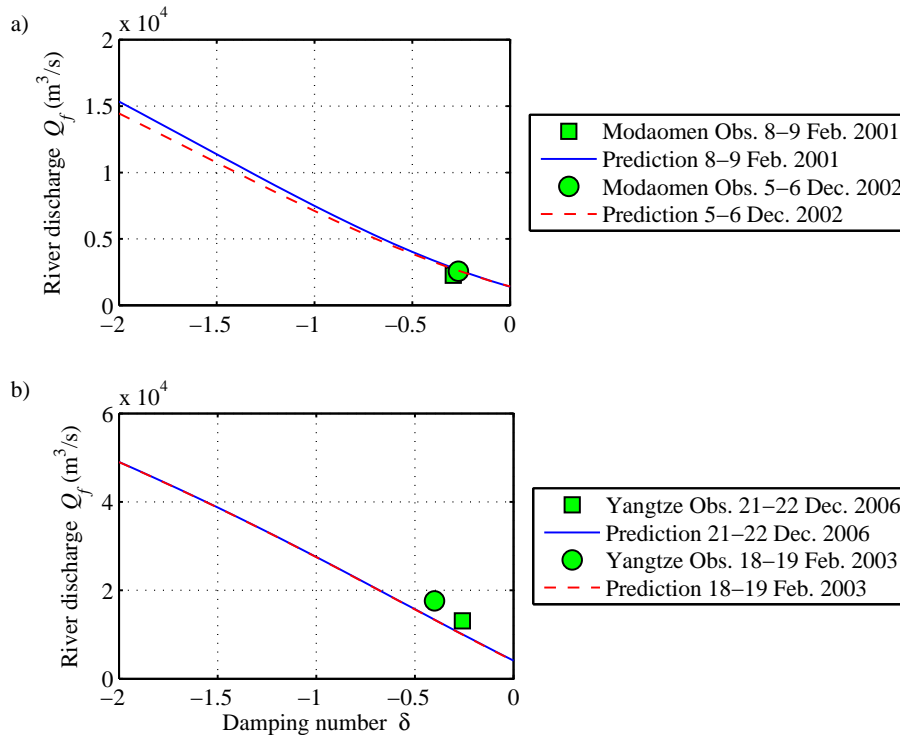 a)
x 10^4
2
1.5
1
0.5
0
River discharge Q_f (m^3/s)
−2
−1.5
−1
−0.5
0
Modaomen Obs. 8−9 Feb. 2001
Prediction 8−9 Feb. 2001
Modaomen Obs. 5−6 Dec. 2002
Prediction 5−6 Dec. 2002
b)
x 10^4
6
4
2
0
River discharge Q_f (m^3/s)
−2
−1.5
−1
−0.5
0
Damping number δ
Yangtze Obs. 21−22 Dec. 2006
Prediction 21−22 Dec. 2006
Yangtze Obs. 18−19 Feb. 2003
Prediction 18−19 Feb. 2003